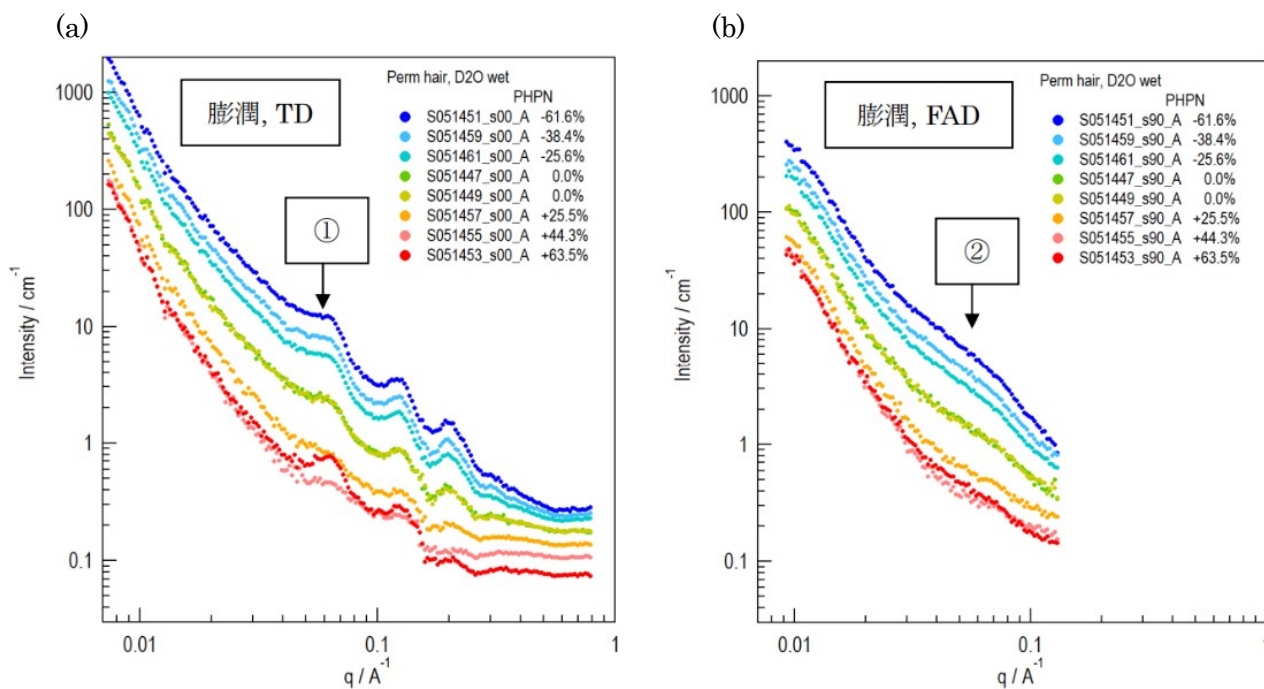 (a)
膨潤, TD
Perm hair, D2O wet
PHPN
S051451_s00_A -61.6%
S051459_s00_A -38.4%
S051461_s00_A -25.6%
S051447_s00_A 0.0%
S051449_s00_A 0.0%
S051457_s00_A +25.5%
S051455_s00_A +44.3%
S051453_s00_A +63.5%
①
Intensity / cm⁻¹
1000
100
10
1
0.1
0.01
0.1
1
q / A⁻¹
(b)
膨潤, FAD
Perm hair, D2O wet
PHPN
S051451_s90_A -61.6%
S051459_s90_A -38.4%
S051461_s90_A -25.6%
S051447_s90_A 0.0%
S051449_s90_A 0.0%
S051457_s90_A +25.5%
S051455_s90_A +44.3%
S051453_s90_A +63.5%
②
Intensity / cm⁻¹
1000
100
10
1
0.1
0.01
0.1
1
q / A⁻¹